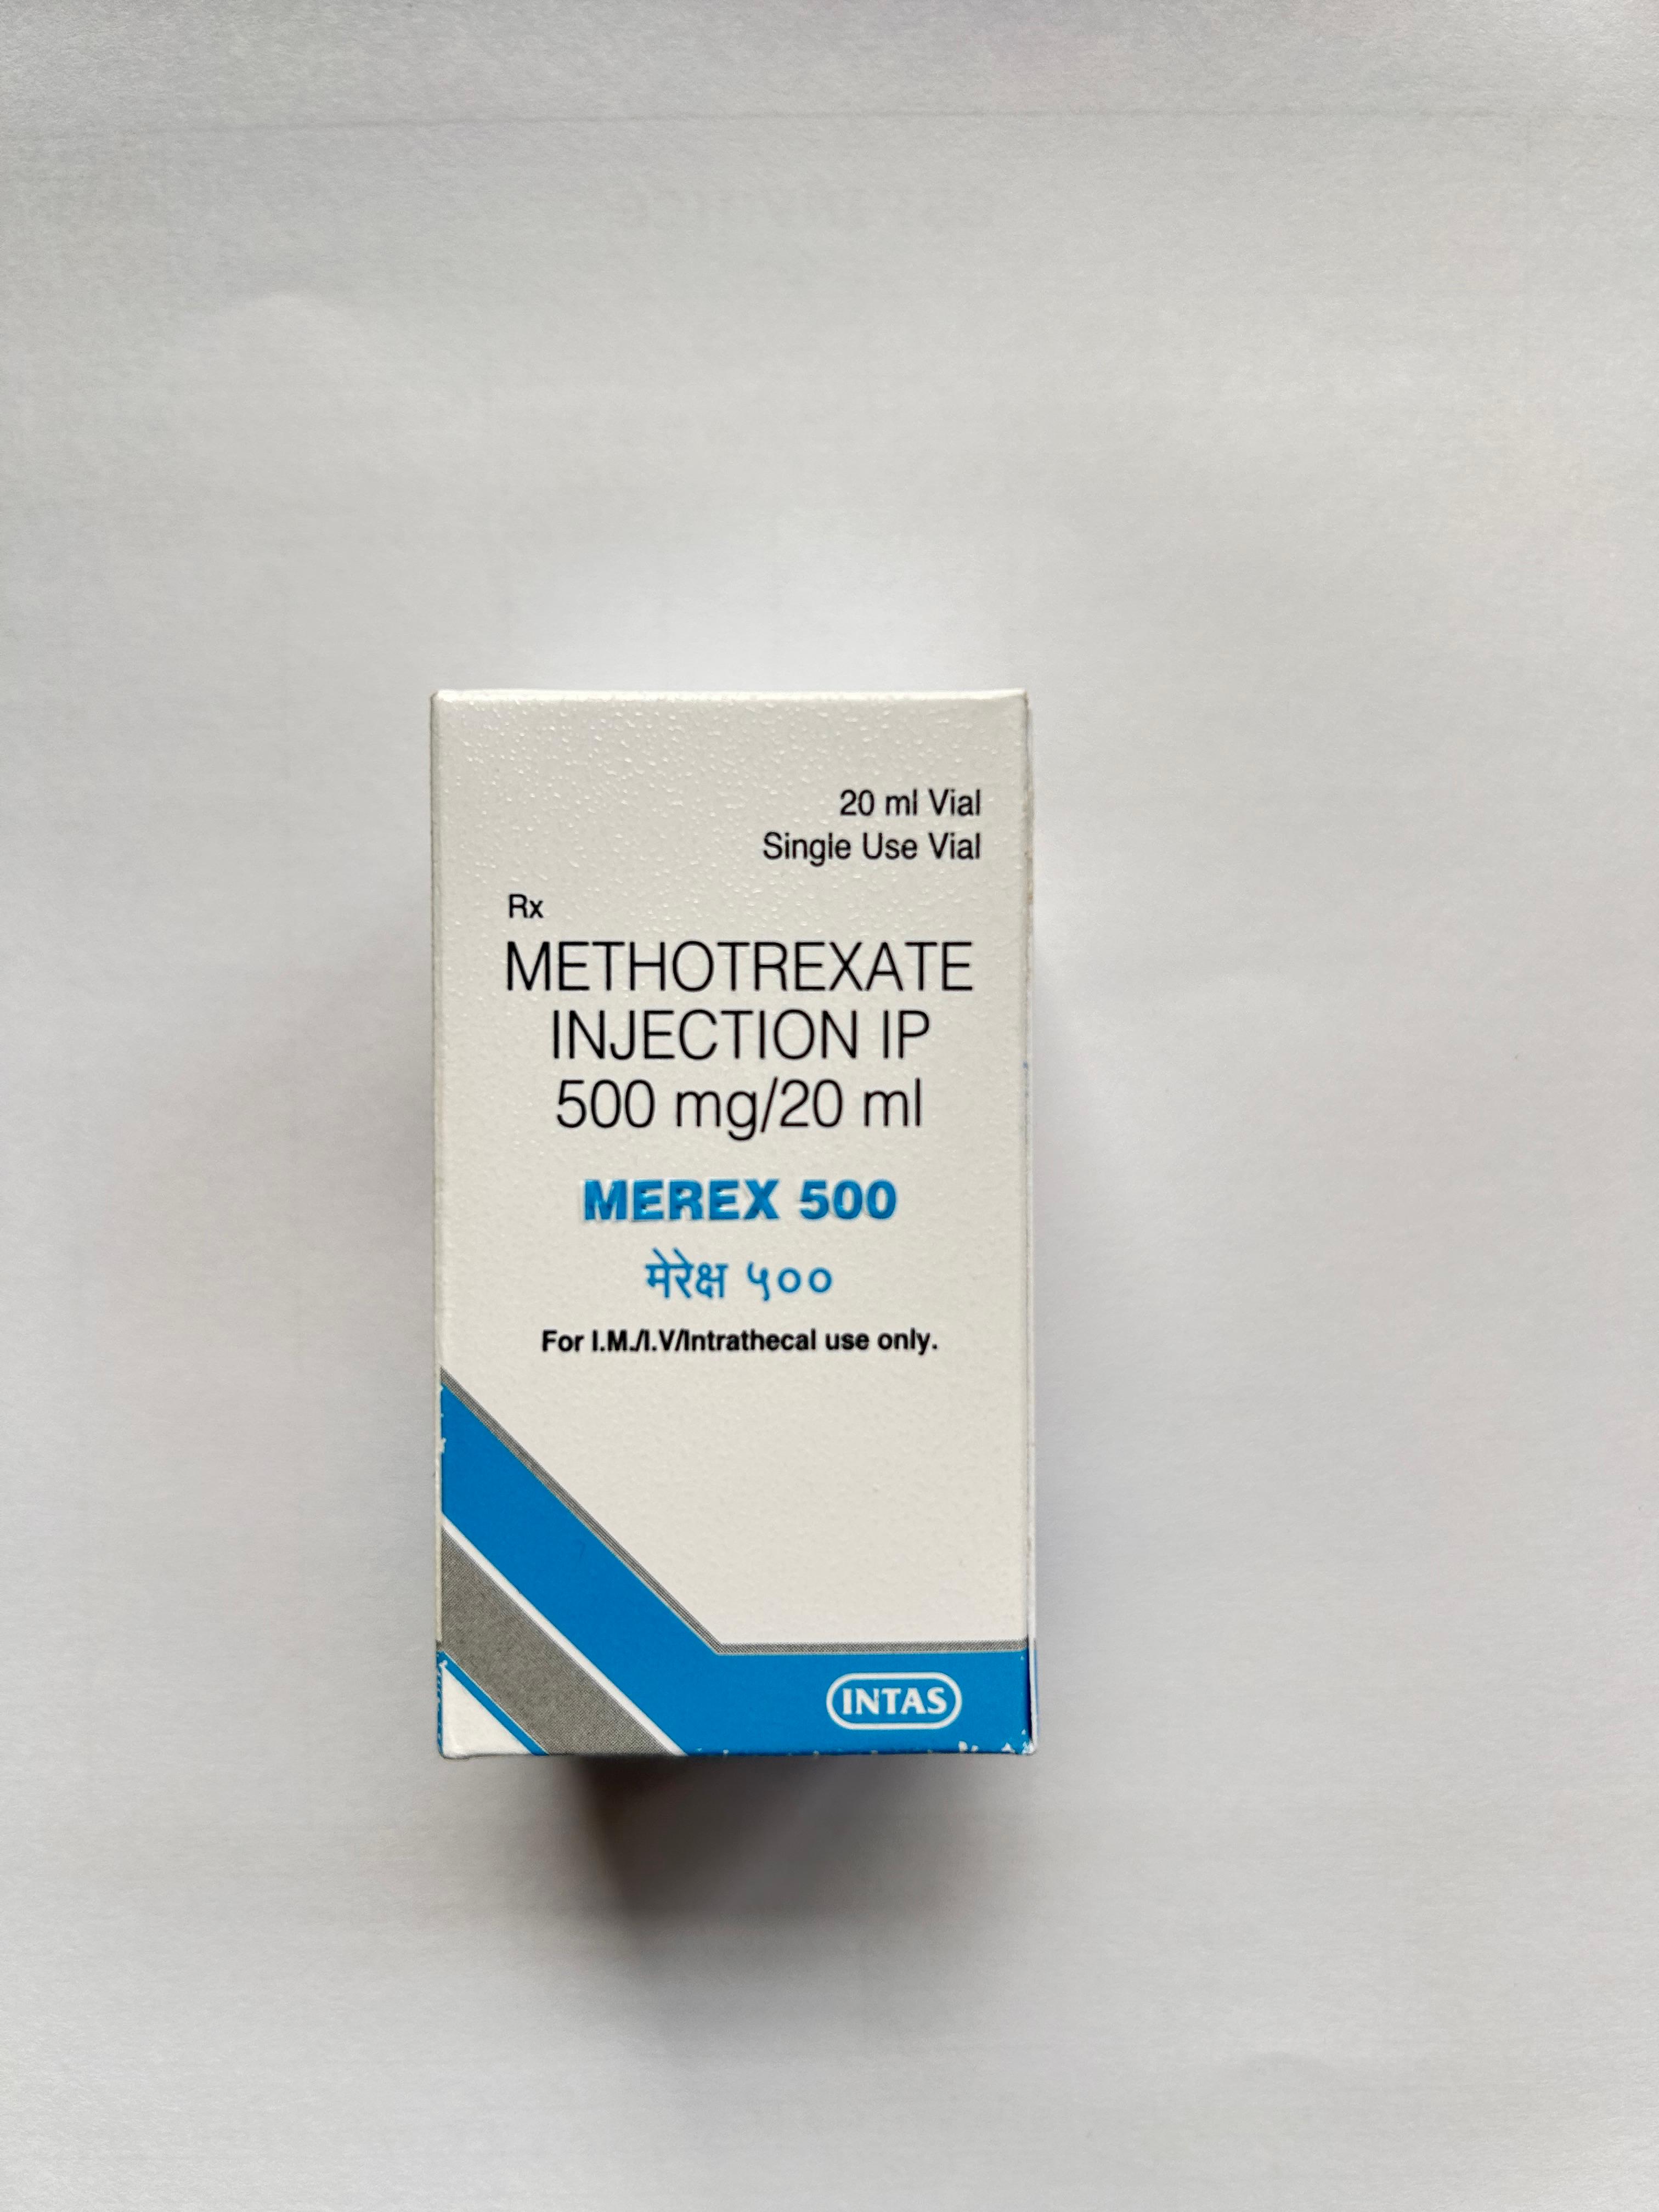 20 ml Vial
Single Use Vial
Rx
METHOTREXATE
INJECTION IP
500 mg/20 ml
MEREX 500
मेरेक्ष ५००
For I.M./I.V/Intrathecal use only.
INTAS